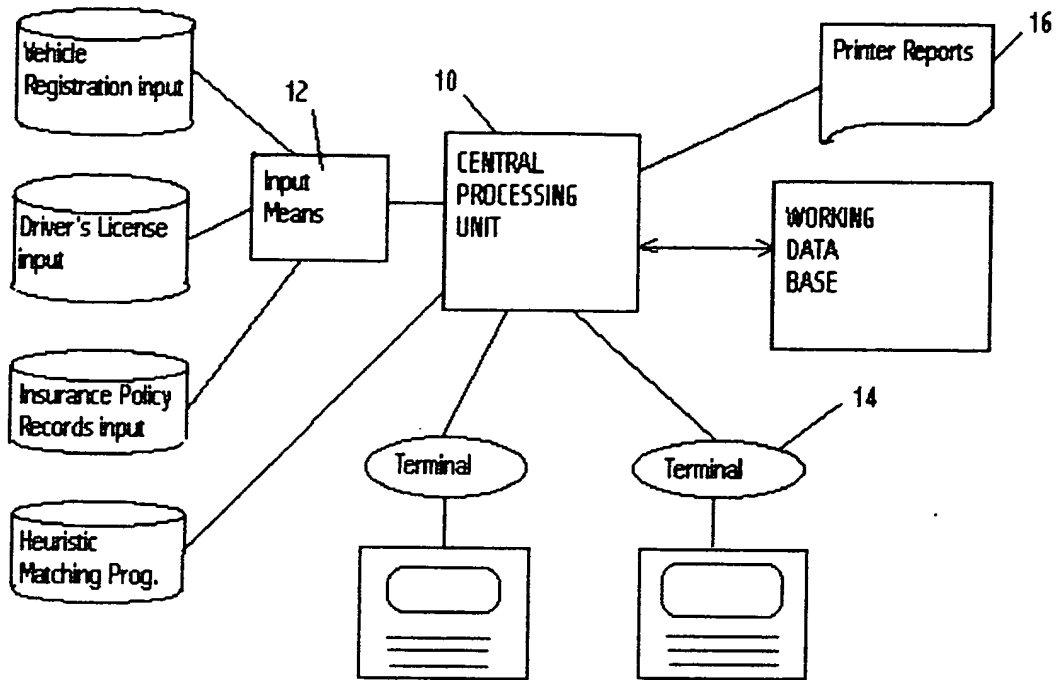 Vehicle
Registration input
Driver's License
input
Insurance Policy
Records input
Heuristic
Matching Prog.
12
Input
Means
10
CENTRAL
PROCESSING
UNIT
16
Printer Reports
WORKING
DATA
BASE
14
Terminal
Terminal